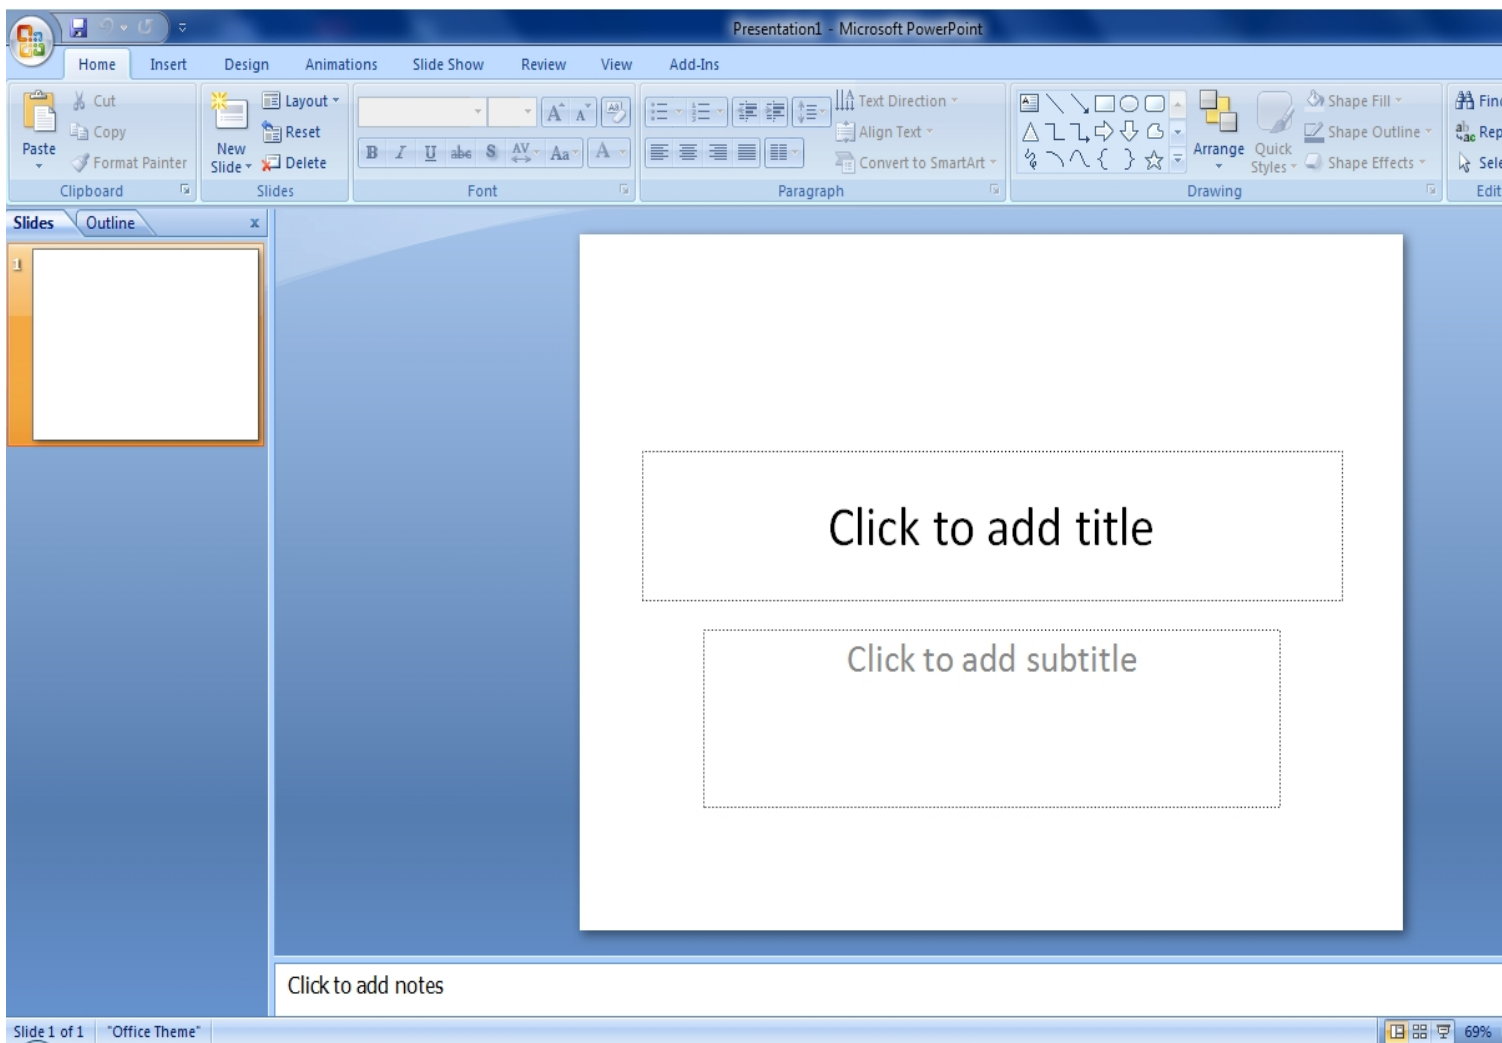 Presentation1 - Microsoft PowerPoint
Home Insert Design Animations Slide Show Review View Add-Ins
Cut Layout Text Direction Shape Fill
Copy Reset Align Text Shape Outline
Paste New Slide Arrange Quick Styles
Format Painter Delete B I U abc S AV Aa A Convert to SmartArt Shape Effects
Clipboard Slides Font Paragraph Drawing
Slides Outline x
1
Click to add title
Click to add subtitle
Click to add notes
Slide 1 of 1 "Office Theme" 69%